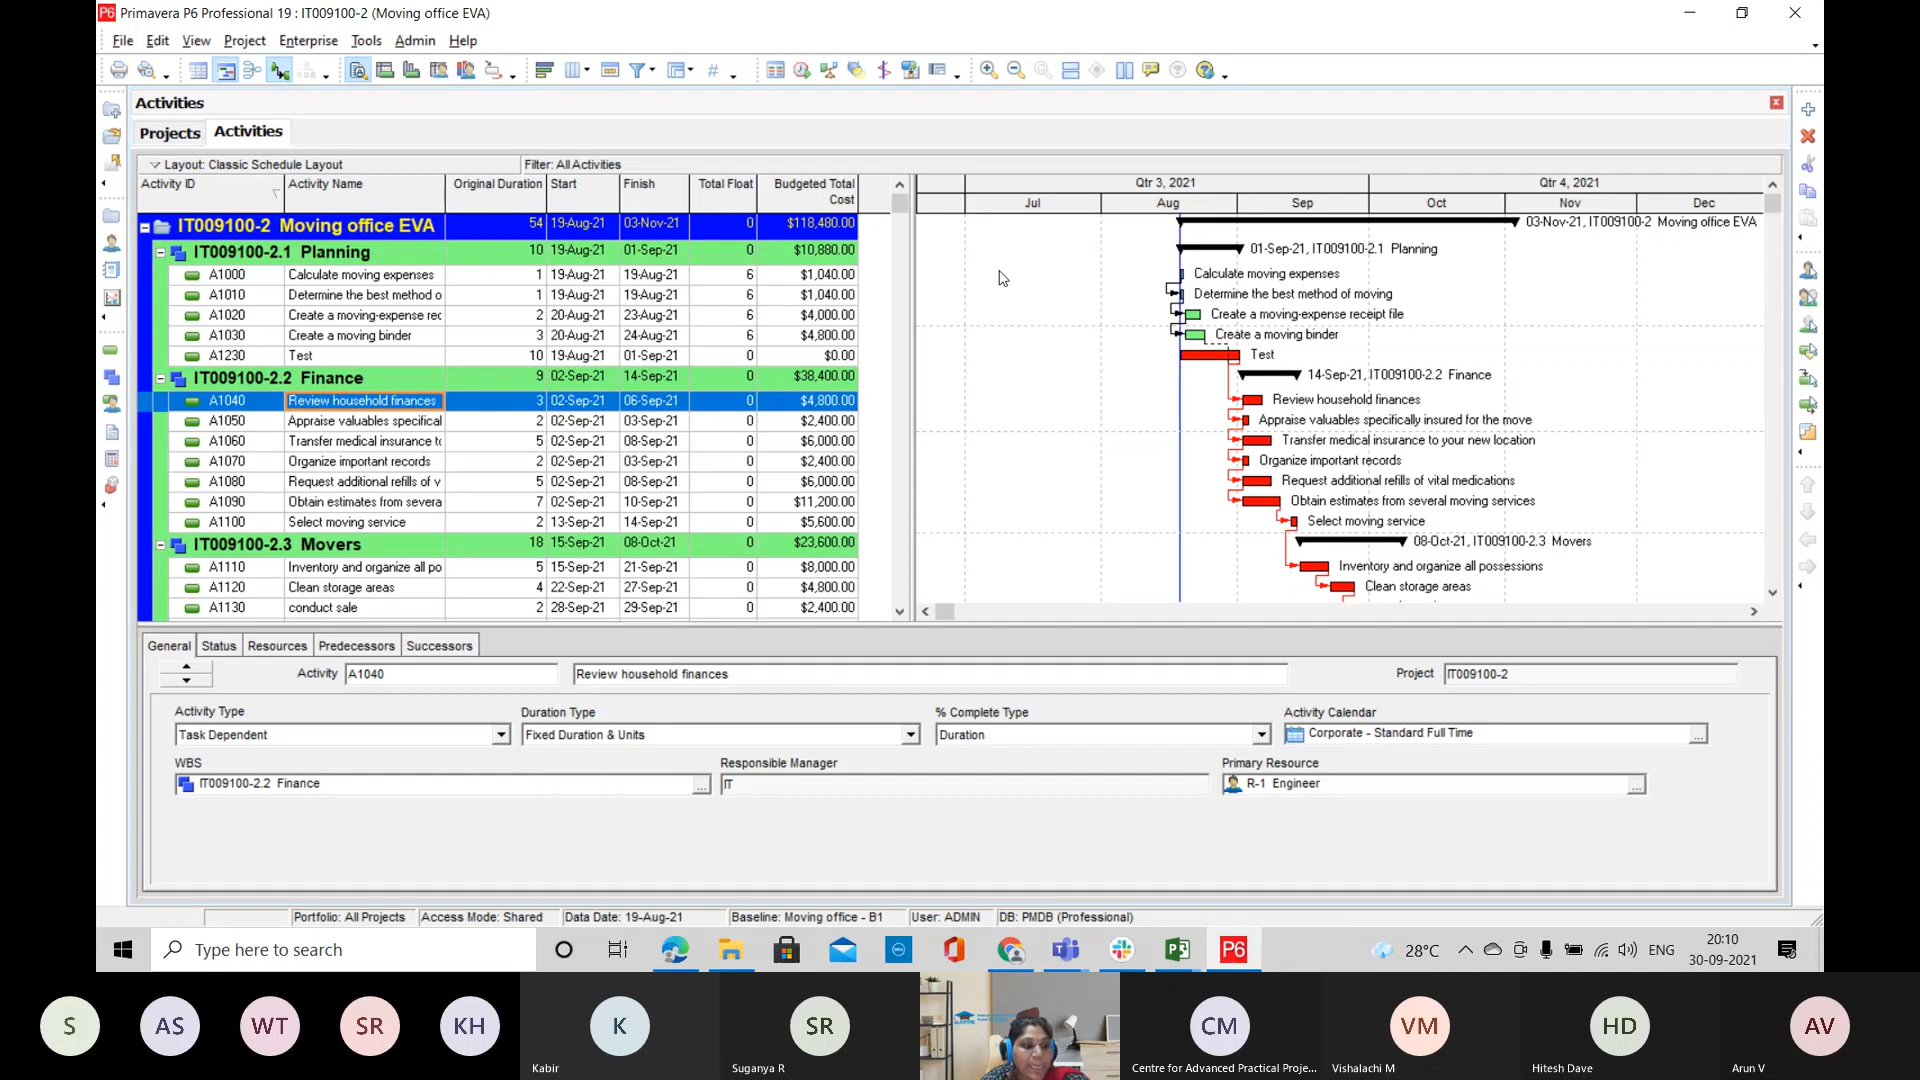 P6 Primavera P6 Professional 19 : IT009100-2 (Moving office EVA)
File Edit View Project Enterprise Tools Admin Help
Activities
Projects Activities
Layout: Classic Schedule Layout Filter: All Activities
Activity ID Activity Name Original Duration Start Finish Total Float Budgeted Total Cost
Qtr 3, 2021 Qtr 4, 2021
Jul Aug Sep Oct Nov Dec
IT009100-2 Moving office EVA 54 19-Aug-21 03-Nov-21 0 $118,480.00 03-Nov-21, IT009100-2 Moving office EVA
IT009100-2.1 Planning 10 19-Aug-21 01-Sep-21 0 $10,880.00 01-Sep-21, IT009100-2.1 Planning
A1000 Calculate moving expenses 1 19-Aug-21 19-Aug-21 6 $1,040.00 Calculate moving expenses
A1010 Determine the best method o 1 19-Aug-21 19-Aug-21 6 $1,040.00 Determine the best method of moving
A1020 Create a moving-expense rec 2 20-Aug-21 23-Aug-21 6 $4,000.00 Create a moving-expense receipt file
A1030 Create a moving binder 3 20-Aug-21 24-Aug-21 6 $4,800.00 Create a moving binder
A1230 Test 10 19-Aug-21 01-Sep-21 0 $0.00 Test
IT009100-2.2 Finance 9 02-Sep-21 14-Sep-21 0 $38,400.00 14-Sep-21, IT009100-2.2 Finance
A1040 Review household finances 3 02-Sep-21 06-Sep-21 0 $4,800.00 Review household finances
A1050 Appraise valuables specifical 2 02-Sep-21 03-Sep-21 0 $2,400.00 Appraise valuables specifically insured for the move
A1060 Transfer medical insurance to 5 02-Sep-21 08-Sep-21 0 $6,000.00 Transfer medical insurance to your new location
A1070 Organize important records 2 02-Sep-21 03-Sep-21 0 $2,400.00 Organize important records
A1080 Request additional refills of v 5 02-Sep-21 08-Sep-21 0 $6,000.00 Request additional refills of vital medications
A1090 Obtain estimates from severa 7 02-Sep-21 10-Sep-21 0 $11,200.00 Obtain estimates from several moving services
A1100 Select moving service 2 13-Sep-21 14-Sep-21 0 $5,600.00 Select moving service
IT009100-2.3 Movers 18 15-Sep-21 08-Oct-21 0 $23,600.00 08-Oct-21, IT009100-2.3 Movers
A1110 Inventory and organize all po 5 15-Sep-21 21-Sep-21 0 $8,000.00 Inventory and organize all possessions
A1120 Clean storage areas 4 22-Sep-21 27-Sep-21 0 $4,800.00 Clean storage areas
A1130 conduct sale 2 28-Sep-21 29-Sep-21 0 $2,400.00
General Status Resources Predecessors Successors
Activity A1040 Review household finances Project IT009100-2
Activity Type Duration Type % Complete Type Activity Calendar
Task Dependent Fixed Duration & Units Duration Corporate - Standard Full Time
WBS Responsible Manager Primary Resource
IT009100-2.2 Finance IT R-1 Engineer
Portfolio: All Projects Access Mode: Shared Data Date: 19-Aug-21 Baseline: Moving office - B1 User: ADMIN DB: PMDB (Professional)
Type here to search P6 28°C ENG 20:10
30-09-2021
S AS WT SR KH K SR CM VM HD AV
Kabir Suganya R Centre for Advanced Practical Proje... Vishalachi M Hitesh Dave Arun V